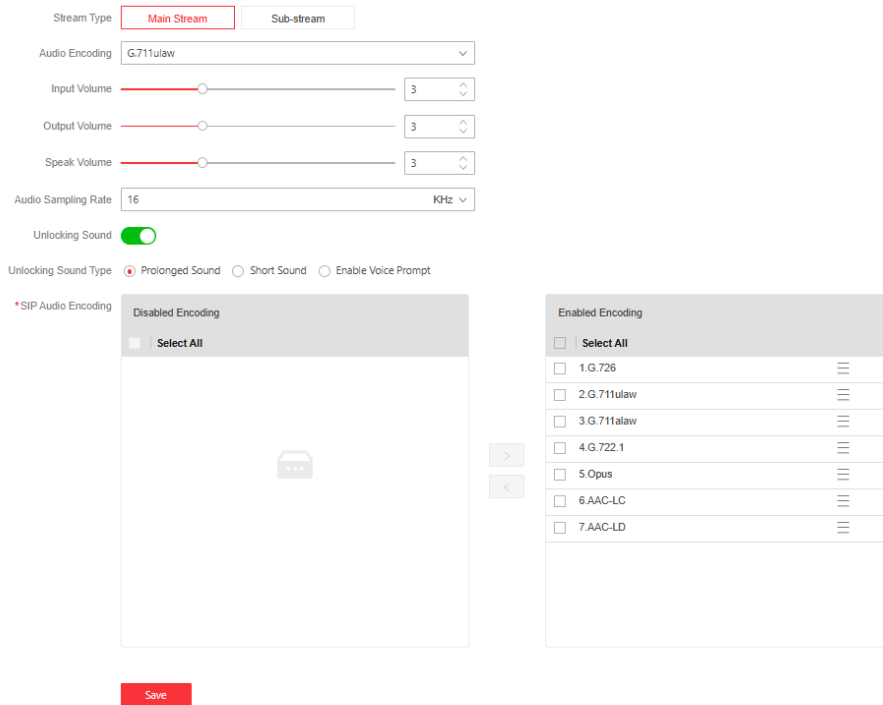 Stream Type Main Stream Sub-stream
Audio Encoding G.711ulaw
Input Volume 3
Output Volume 3
Speak Volume 3
Audio Sampling Rate 16 KHz
Unlocking Sound
Unlocking Sound Type Prolonged Sound Short Sound Enable Voice Prompt
*SIP Audio Encoding
Disabled Encoding
Select All
Enabled Encoding
Select All
1.G.726
2.G.711ulaw
3.G.711alaw
4.G.722.1
5.Opus
6.AAC-LC
7.AAC-LD
Save